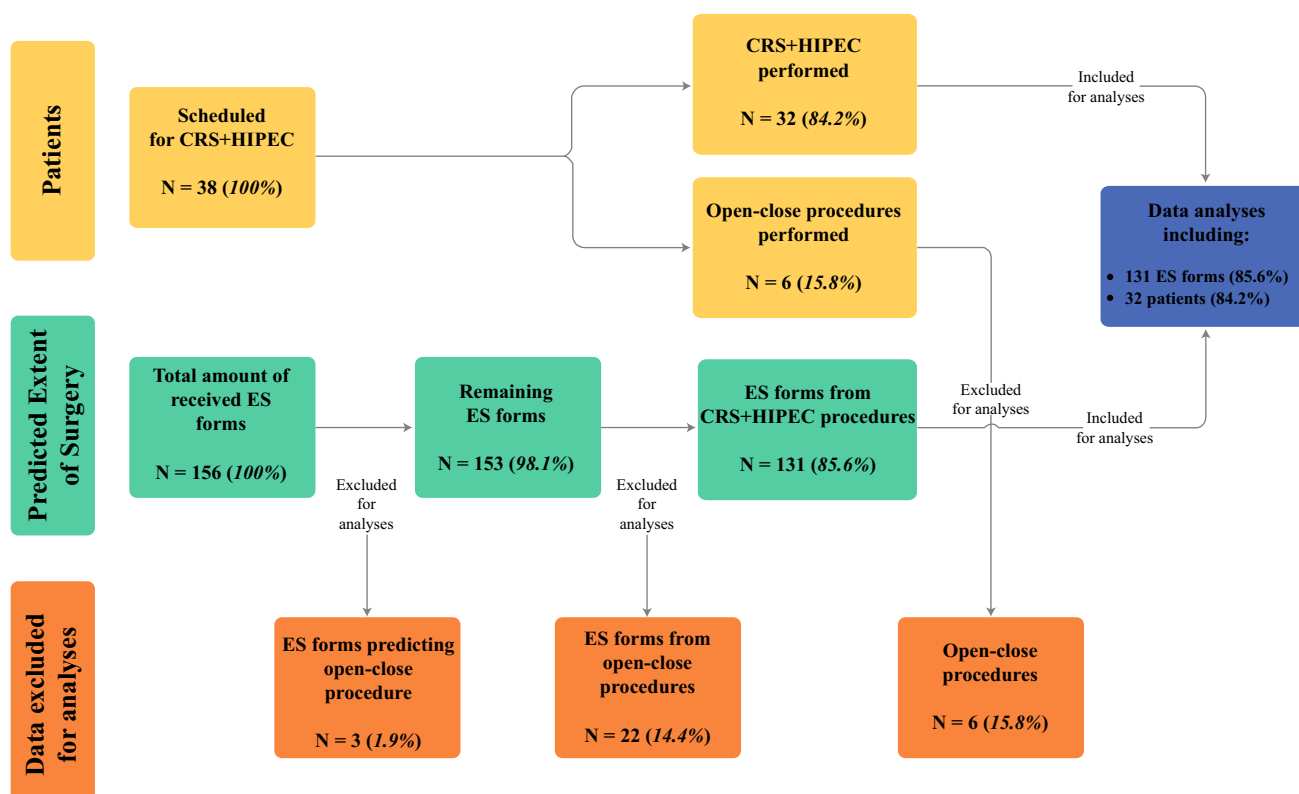 Patients
Scheduled
for CRS+HIPEC
N = 38 (100%)
CRS+HIPEC
performed
N = 32 (84.2%)
Included
for analyses
Open-close procedures
performed
N = 6 (15.8%)
Data analyses
including:
• 131 ES forms (85.6%)
• 32 patients (84.2%)
Predicted Extent
of Surgery
Total amount of
received ES
forms
N = 156 (100%)
Remaining
ES forms
N = 153 (98.1%)
ES forms from
CRS+HIPEC procedures
N = 131 (85.6%)
Excluded
for analyses
Included
for analyses
Excluded
for
analyses
Excluded
for
analyses
Data excluded
for analyses
ES forms predicting
open-close
procedure
N = 3 (1.9%)
ES forms from
open-close
procedures
N = 22 (14.4%)
Open-close
procedures
N = 6 (15.8%)